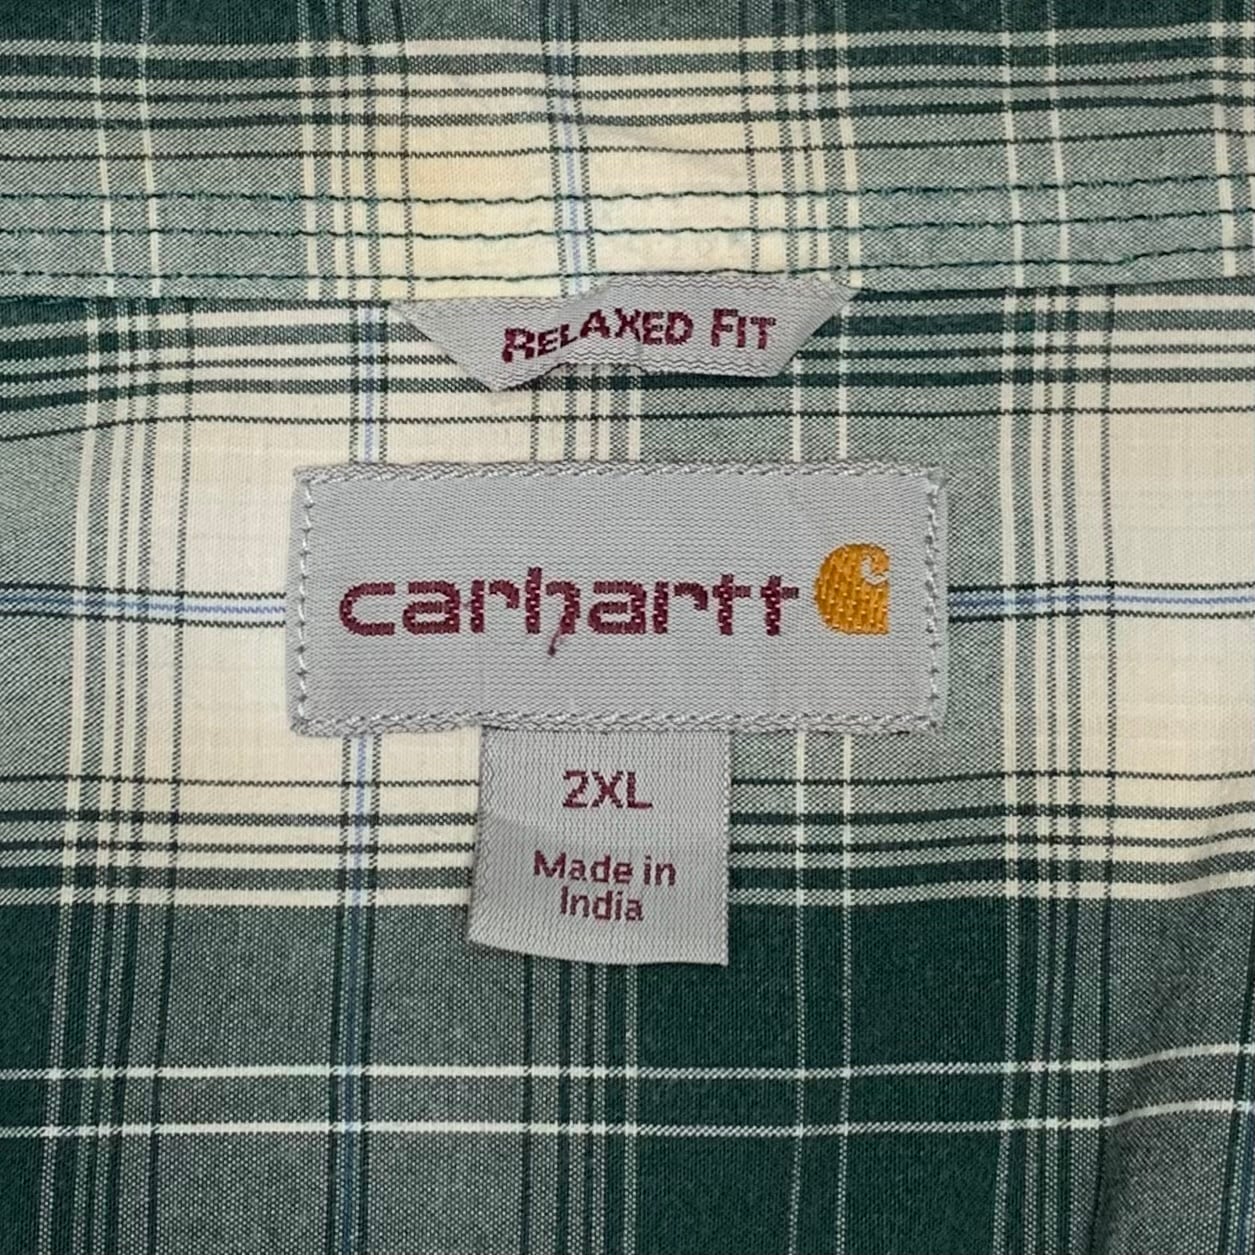 RELAXED FIT
carhartt
2XL
Made in
India